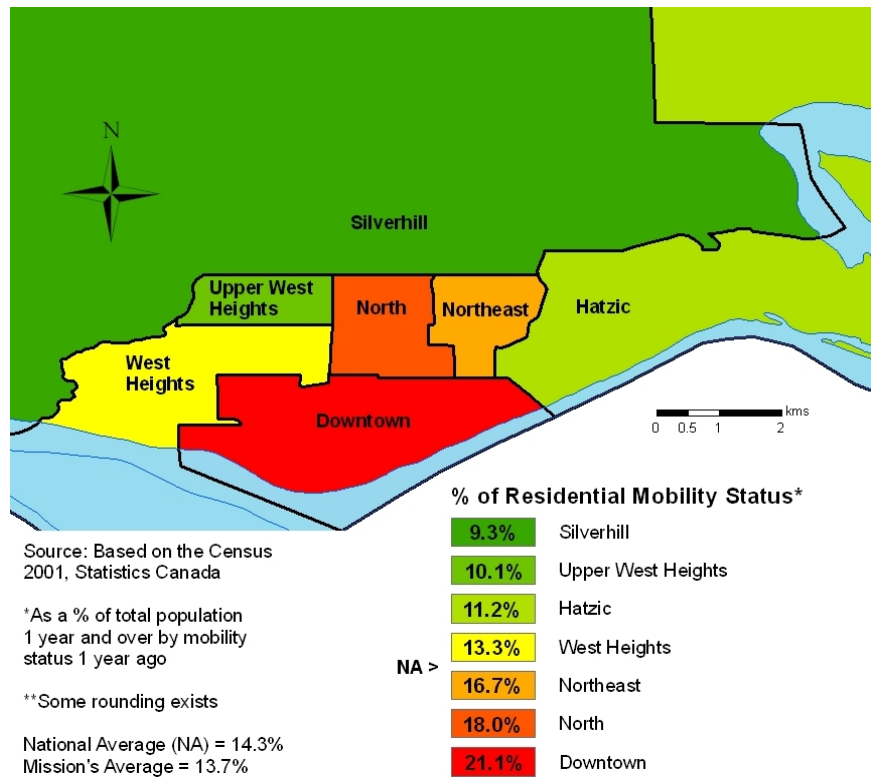 N
Silverhill
Upper West
Heights
North
Northeast
Hatzic
West
Heights
Downtown
kms
0 0.5 1 2
% of Residential Mobility Status*
9.3% Silverhill
10.1% Upper West Heights
11.2% Hatzic
13.3% West Heights
NA >
16.7% Northeast
18.0% North
21.1% Downtown
Source: Based on the Census
2001, Statistics Canada
*As a % of total population
1 year and over by mobility
status 1 year ago
**Some rounding exists
National Average (NA) = 14.3%
Mission's Average = 13.7%